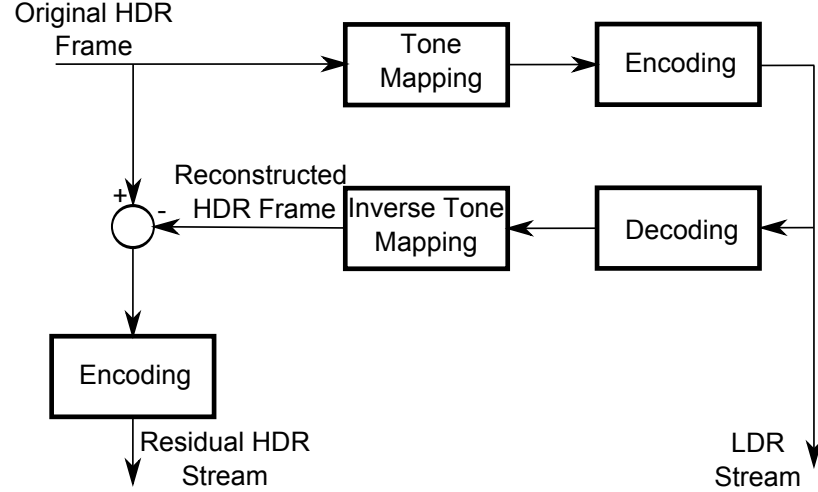 Original HDR
Frame
Tone
Mapping
Encoding
+
-
Reconstructed
HDR Frame
Inverse Tone
Mapping
Decoding
Encoding
Residual HDR
Stream
LDR
Stream